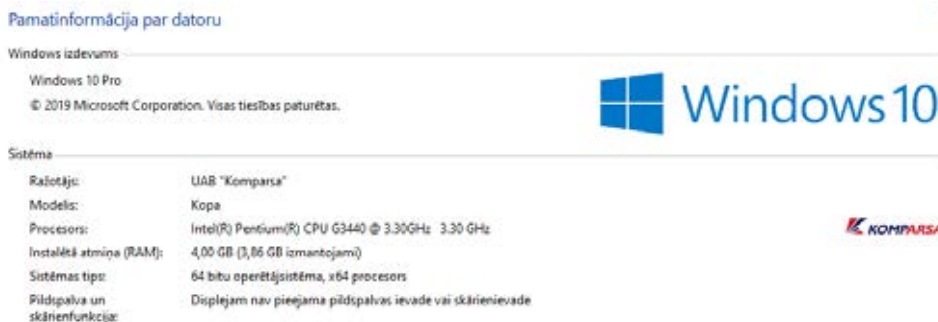 Pamatinformācija par datoru
Windows izdevums
Windows 10 Pro
© 2019 Microsoft Corporation. Visas tiesības paturētas.
Windows 10
Sistēma
Ražotājs: UAB "Komparsa"
Modelis: Kopa
Procesors: Intel(R) Pentium(R) CPU G3440 @ 3.30GHz 3.30 GHz
KOMPARSA
Instalētā atmiņa (RAM): 4,00 GB (3,86 GB izmantojami)
Sistēmas tips: 64 bitu operētājsistēma, x64 procesors
Pildspalva un skārienfunkcija: Displejam nav pieejama pildspalvas ievade vai skārienievade